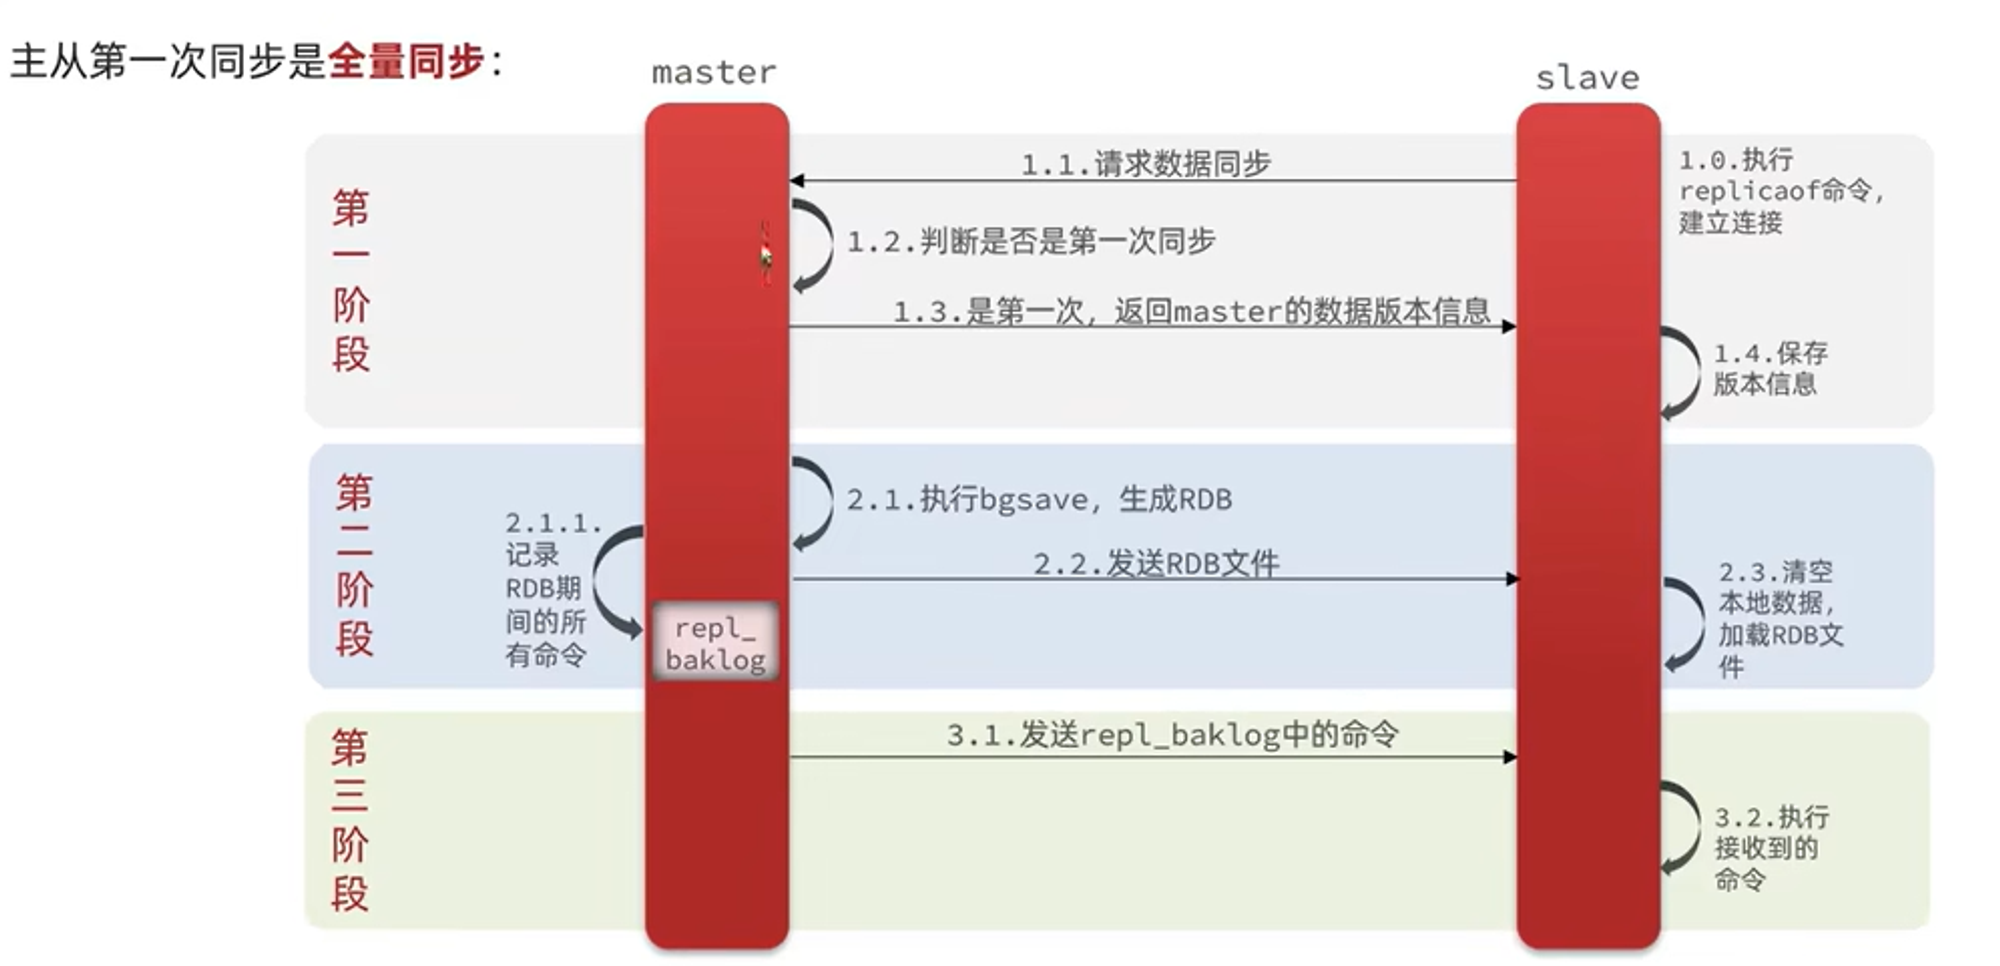 主从第一次同步是全量同步：
master
slave
第
一
阶
段
1.0.执行
replicaof命令，
建立连接
1.1.请求数据同步
1.2.判断是否是第一次同步
1.3.是第一次，返回master的数据版本信息
1.4.保存
版本信息
第
二
阶
段
2.1.执行bgsave，生成RDB
2.1.1.
记录
RDB期
间的所
有命令
repl_
baklog
2.2.发送RDB文件
2.3.清空
本地数据，
加载RDB文
件
第
三
阶
段
3.1.发送repl_baklog中的命令
3.2.执行
接收到的
命令